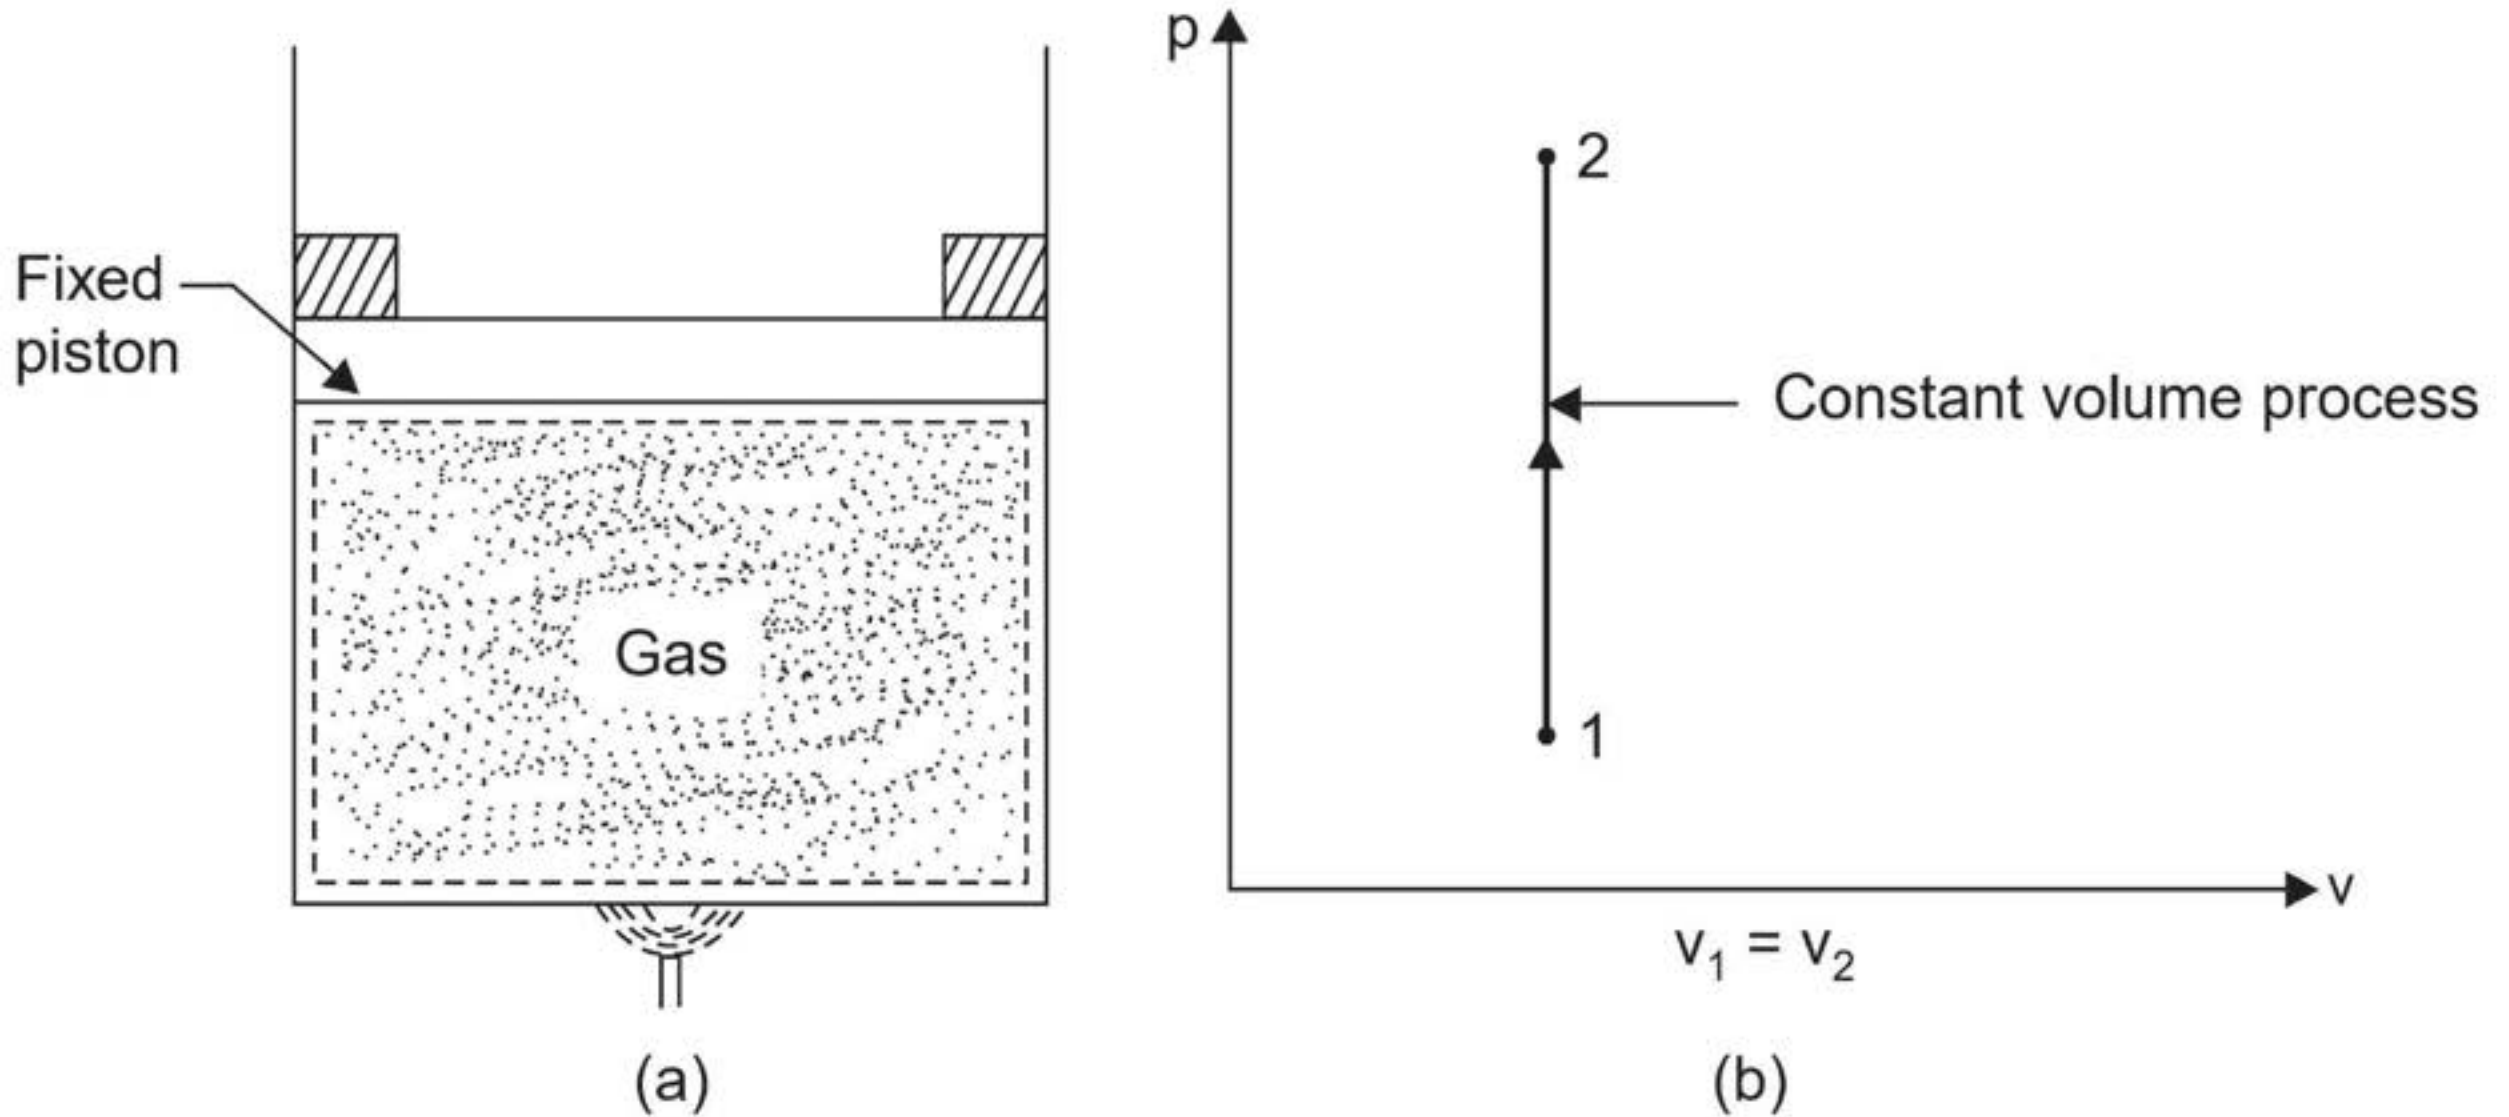 Fixed
piston
Gas
(a)
p
2
Constant volume process
1
v
v₁ = v₂
(b)